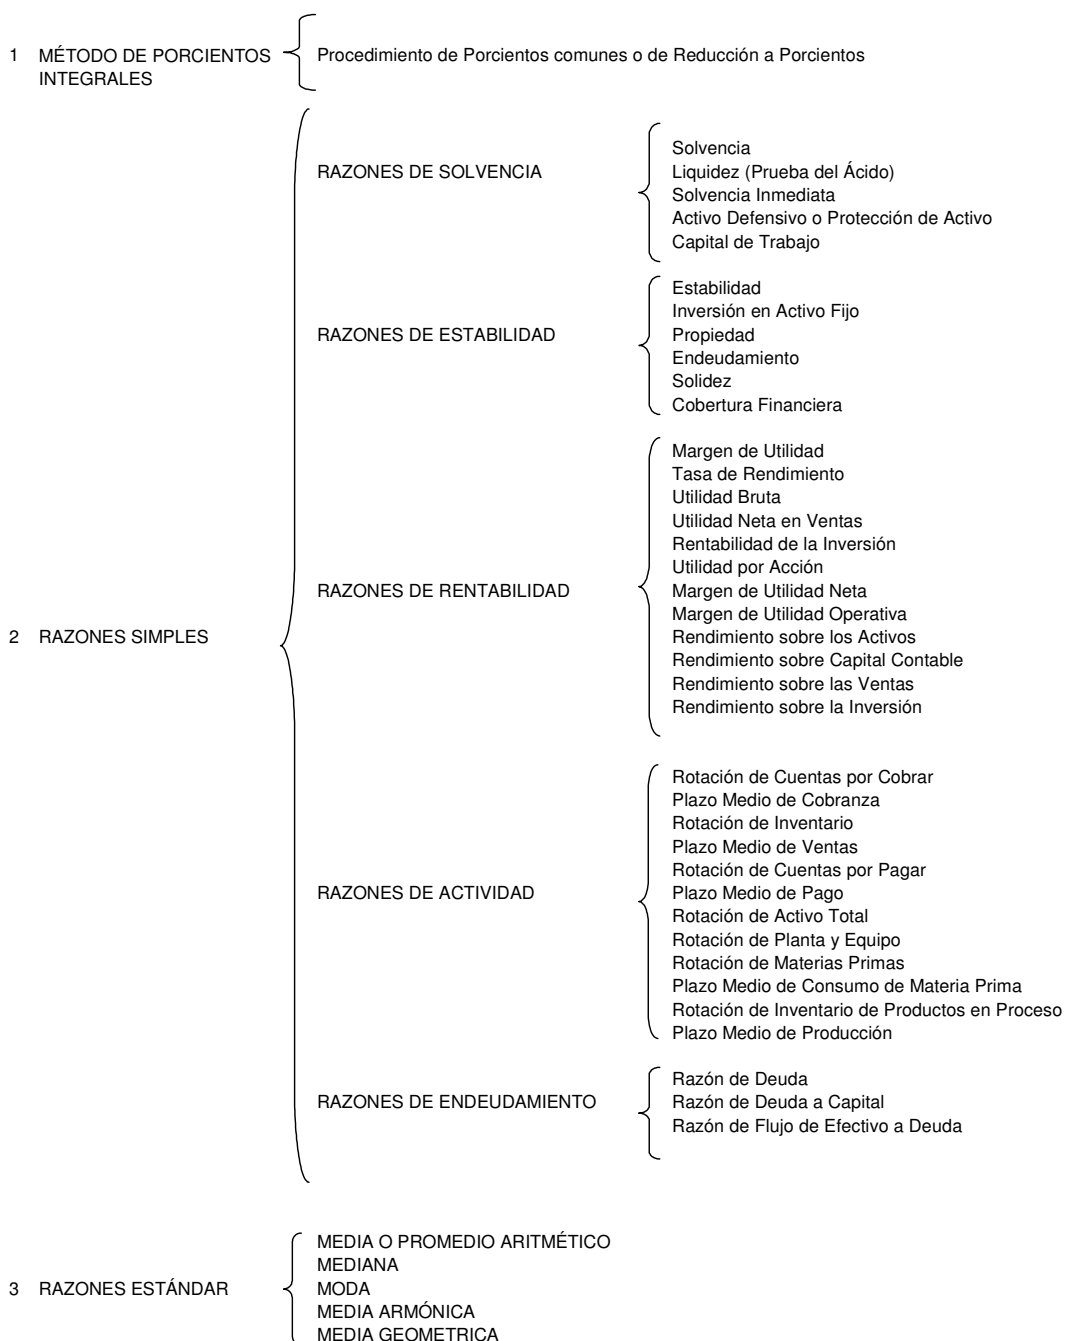 1 MÉTODO DE PORCIENTOS INTEGRALES
Procedimiento de Porcientos comunes o de Reducción a Porcientos
2 RAZONES SIMPLES
RAZONES DE SOLVENCIA
Solvencia
Liquidez (Prueba del Ácido)
Solvencia Inmediata
Activo Defensivo o Protección de Activo
Capital de Trabajo
RAZONES DE ESTABILIDAD
Estabilidad
Inversión en Activo Fijo
Propiedad
Endeudamiento
Solidez
Cobertura Financiera
RAZONES DE RENTABILIDAD
Margen de Utilidad
Tasa de Rendimiento
Utilidad Bruta
Utilidad Neta en Ventas
Rentabilidad de la Inversión
Utilidad por Acción
Margen de Utilidad Neta
Margen de Utilidad Operativa
Rendimiento sobre los Activos
Rendimiento sobre Capital Contable
Rendimiento sobre las Ventas
Rendimiento sobre la Inversión
RAZONES DE ACTIVIDAD
Rotación de Cuentas por Cobrar
Plazo Medio de Cobranza
Rotación de Inventario
Plazo Medio de Ventas
Rotación de Cuentas por Pagar
Plazo Medio de Pago
Rotación de Activo Total
Rotación de Planta y Equipo
Rotación de Materias Primas
Plazo Medio de Consumo de Materia Prima
Rotación de Inventario de Productos en Proceso
Plazo Medio de Producción
RAZONES DE ENDEUDAMIENTO
Razón de Deuda
Razón de Deuda a Capital
Razón de Flujo de Efectivo a Deuda
3 RAZONES ESTÁNDAR
MEDIA O PROMEDIO ARITMÉTICO
MEDIANA
MODA
MEDIA ARMÓNICA
MEDIA GEOMETRICA